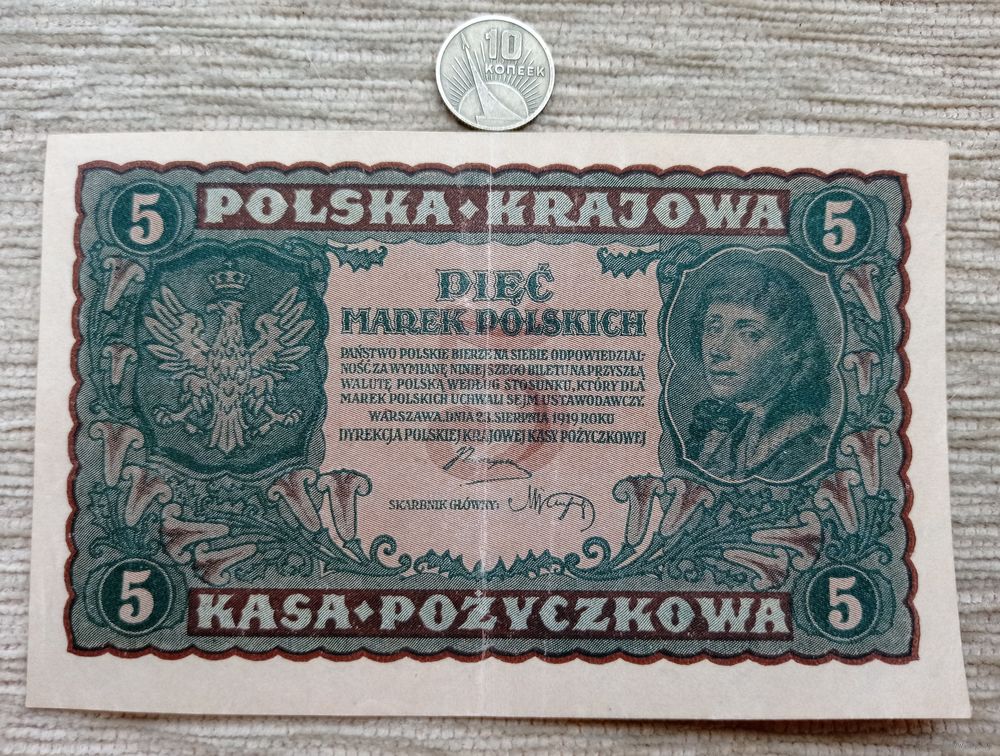 10
КОПЕЕК
5 POLSKA KRAJOWA 5
PIĘĆ
MAREK POLSKICH
PAŃSTWO POLSKIE BIERZE NA SIEBIE ODPOWIEDZIAL-
NOŚĆ ZA WYMIANĘ NINIEJSZEGO BILETU NA PRZYSZŁĄ
WALUTĘ POLSKĄ WEDŁUG STOSUNKU, KTÓRY DLA
MAREK POLSKICH UCHWALI SEJM USTAWODAWCZY.
WARSZAWA, DNIA 23. SIERPNIA 1919 ROKU
DYREKCJA POLSKIEJ KRAJOWEJ KASY POŻYCZKOWEJ
SKARBNIK GŁÓWNY:
5 KASA POŻYCZKOWA 5